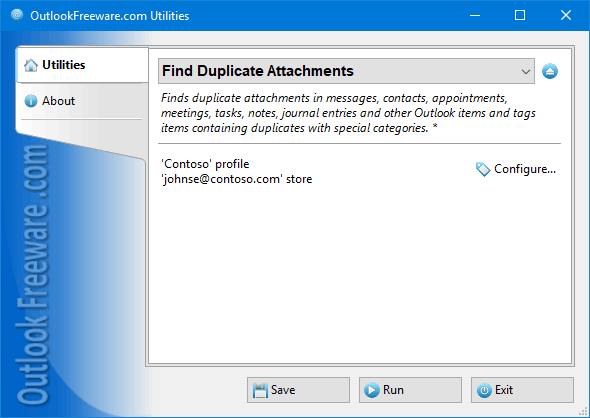 OutlookFreeware.com Utilities
Utilities
About
Find Duplicate Attachments
Finds duplicate attachments in messages, contacts, appointments,
meetings, tasks, notes, journal entries and other Outlook items and tags
items containing duplicates with special categories. *
'Contoso' profile
'johnse@contoso.com' store
Configure...
Outlook Freeware .com
Save
Run
Exit